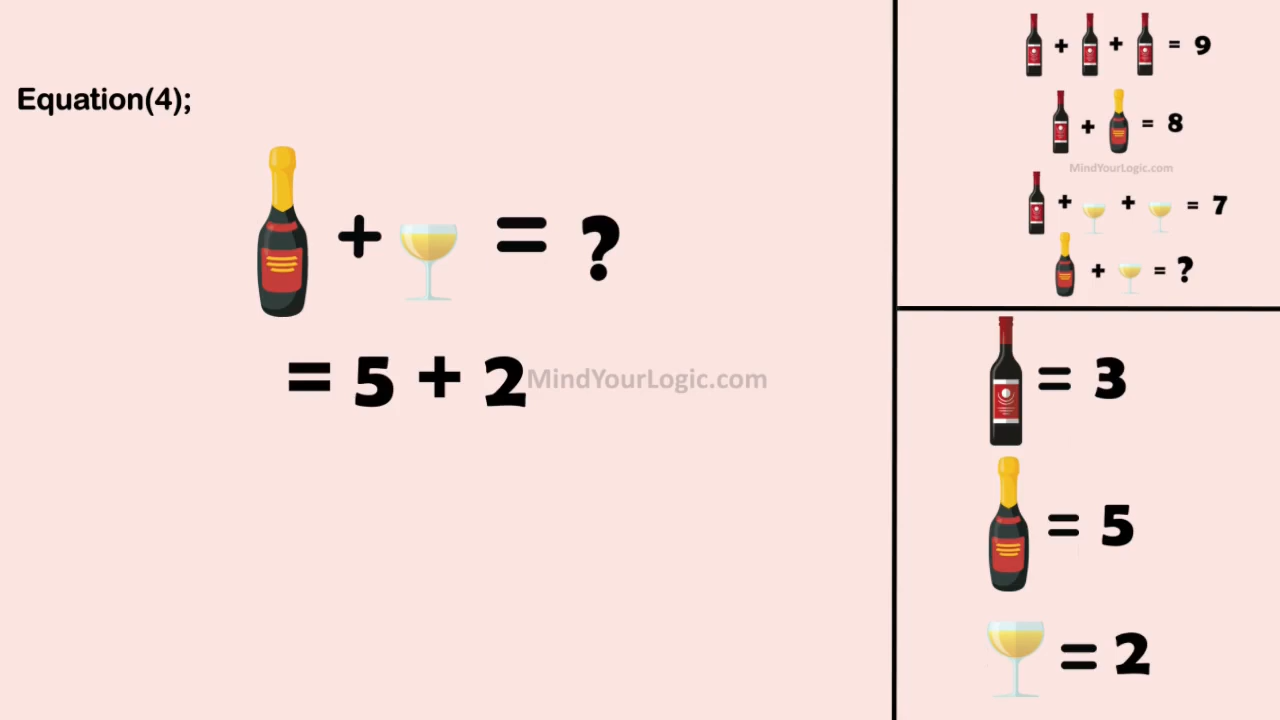 Equation(4);
+ = ?
= 5 + 2
MindYourLogic.com
+ + = 9
+ = 8
MindYourLogic.com
+ + = 7
+ = ?
= 3
= 5
= 2